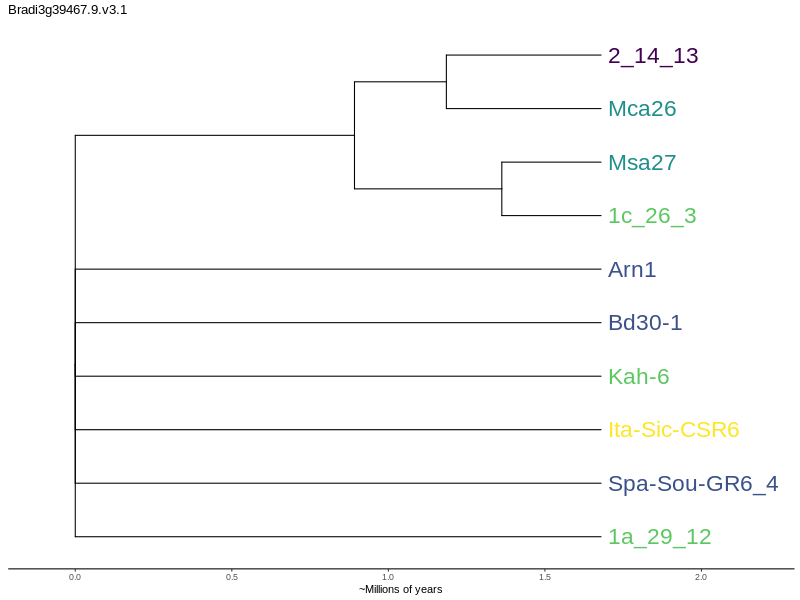 Bradi3g39467.9.v3.1
2_14_13
Mca26
Msa27
1c_26_3
Arn1
Bd30-1
Kah-6
Ita-Sic-CSR6
Spa-Sou-GR6_4
1a_29_12
0.0 0.5 1.0 1.5 2.0
~Millions of years